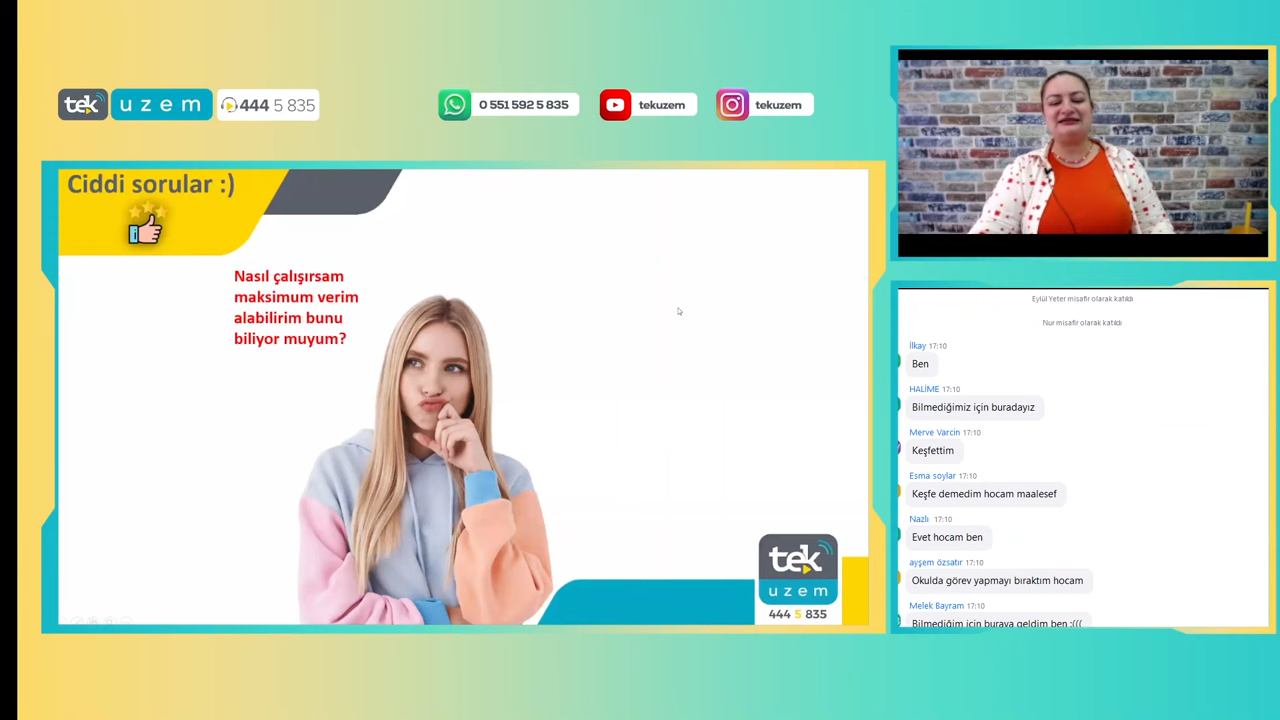 tek uzem 444 5 835
0 551 592 5 835
tekuzem
tekuzem
Ciddi sorular :)
Nasıl çalışırsam
maksimum verim
alabilirim bunu
biliyor muyum?
tek
uzem
444 5 835
Eylül Yeter misafir olarak katıldı
Nur misafir olarak katıldı
İlkay 17:10
Ben
HALİME 17:10
Bilmediğimiz için buradayız
Merve Varcin 17:10
Keşfettim
Esma soylar 17:10
Keşfe demedim hocam maalesef
Nazlı 17:10
Evet hocam ben
ayşem özsatır 17:10
Okulda görev yapmayı bıraktım hocam
Melek Bayram 17:10
Bilmediğim için buraya geldim ben :(((